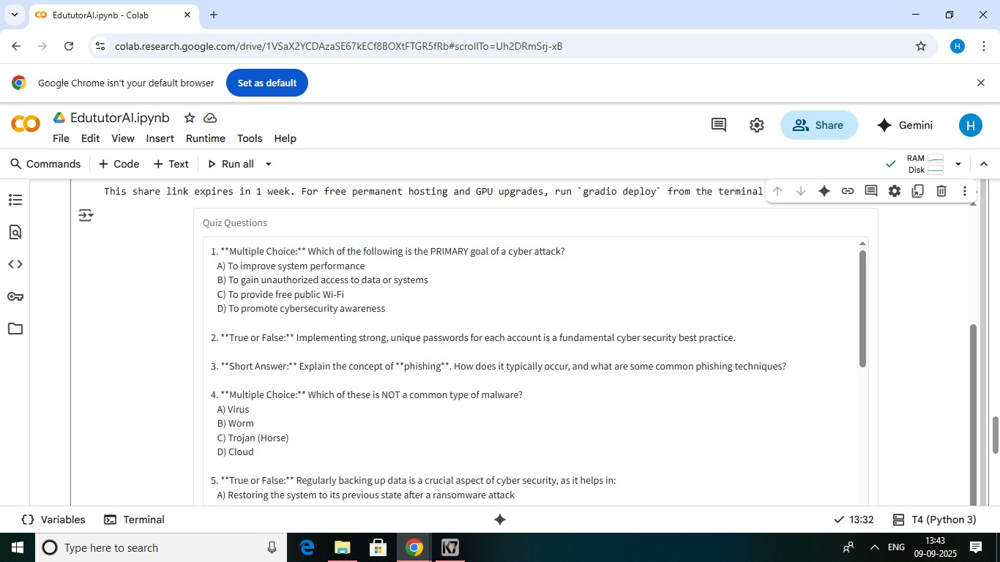 EdututorAI.ipynb - Colab
colab.research.google.com/drive/1VSaX2YCDAzaSE67kECf8BOXtFTGR5fRb#scrollTo=Uh2DRmSrj-xB
H
Google Chrome isn't your default browser
Set as default
CO
EdututorAI.ipynb
File Edit View Insert Runtime Tools Help
Share
Gemini
H
Commands
+ Code
+ Text
Run all
RAM
Disk
This share link expires in 1 week. For free permanent hosting and GPU upgrades, run `gradio deploy` from the terminal
Quiz Questions
1. **Multiple Choice:** Which of the following is the PRIMARY goal of a cyber attack?
A) To improve system performance
B) To gain unauthorized access to data or systems
C) To provide free public Wi-Fi
D) To promote cybersecurity awareness
2. **True or False:** Implementing strong, unique passwords for each account is a fundamental cyber security best practice.
3. **Short Answer:** Explain the concept of **phishing**. How does it typically occur, and what are some common phishing techniques?
4. **Multiple Choice:** Which of these is NOT a common type of malware?
A) Virus
B) Worm
C) Trojan (Horse)
D) Cloud
5. **True or False:** Regularly backing up data is a crucial aspect of cyber security, as it helps in:
A) Restoring the system to its previous state after a ransomware attack
Variables
Terminal
13:32
T4 (Python 3)
Type here to search
K7
ENG
13:43
09-09-2025